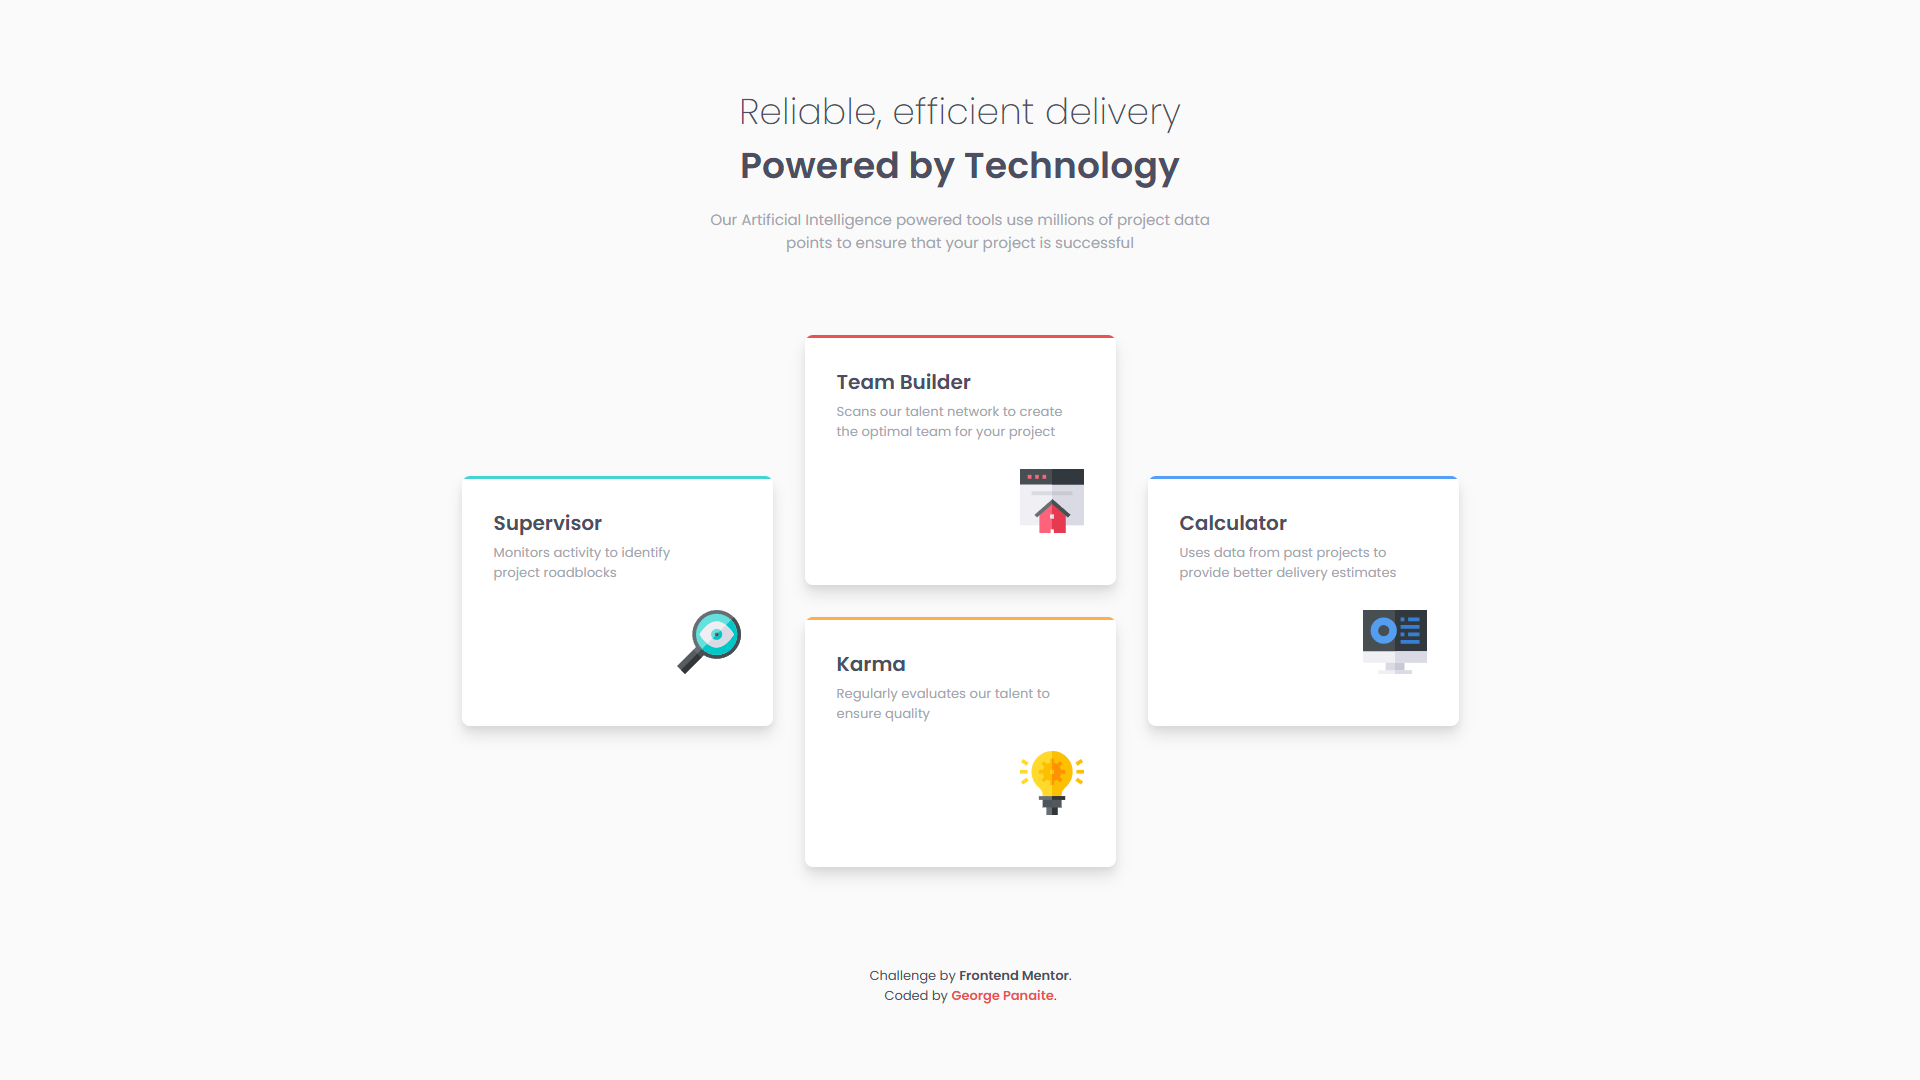 Reliable, efficient delivery
Powered by Technology
Our Artificial Intelligence powered tools use millions of project data
points to ensure that your project is successful
Supervisor
Monitors activity to identify
project roadblocks
Team Builder
Scans our talent network to create
the optimal team for your project
Karma
Regularly evaluates our talent to
ensure quality
Calculator
Uses data from past projects to
provide better delivery estimates
Challenge by Frontend Mentor.
Coded by George Panaite.